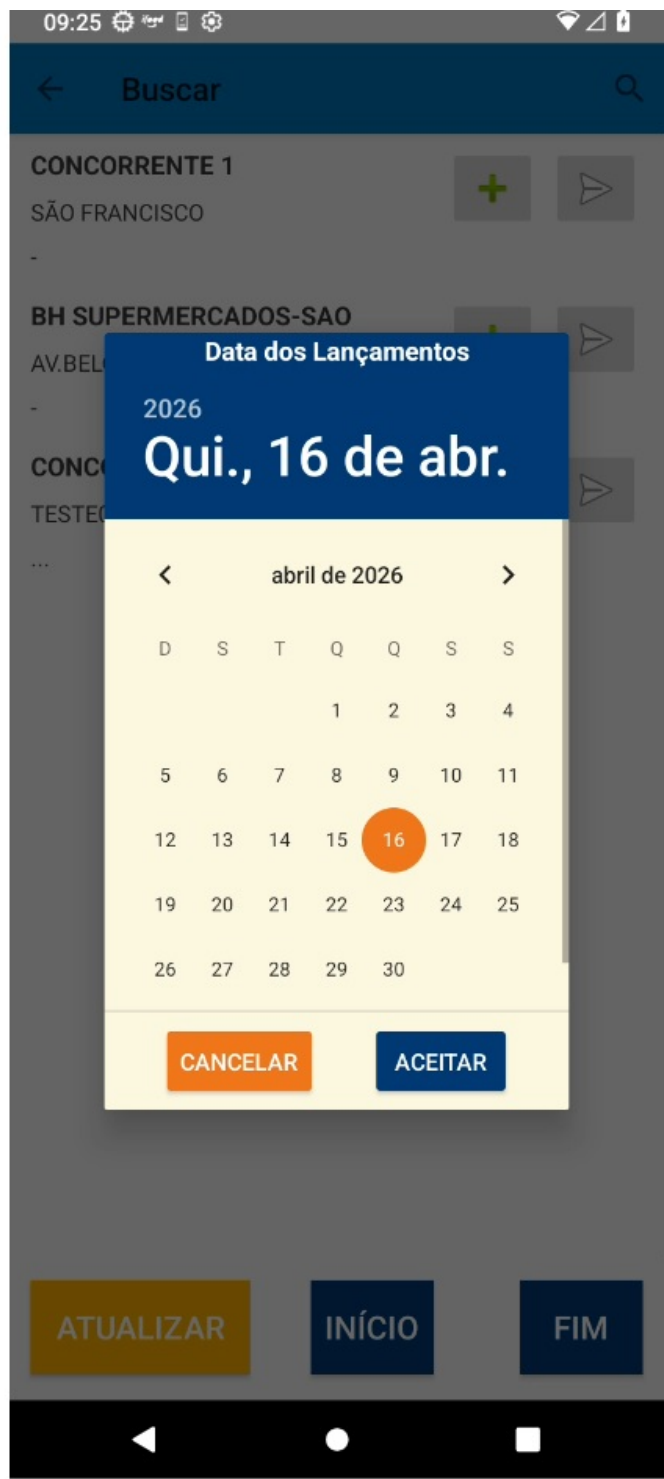 09:25
Buscar
CONCORRENTE 1
SÃO FRANCISCO
-
BH SUPERMERCADOS-SAO
AV.BEL
-
CONC
TESTE
...
Data dos Lançamentos
2026
Qui., 16 de abr.
abril de 2026
D S T Q Q S S
1 2 3 4
5 6 7 8 9 10 11
12 13 14 15 16 17 18
19 20 21 22 23 24 25
26 27 28 29 30
CANCELAR ACEITAR
ATUALIZAR INÍCIO FIM